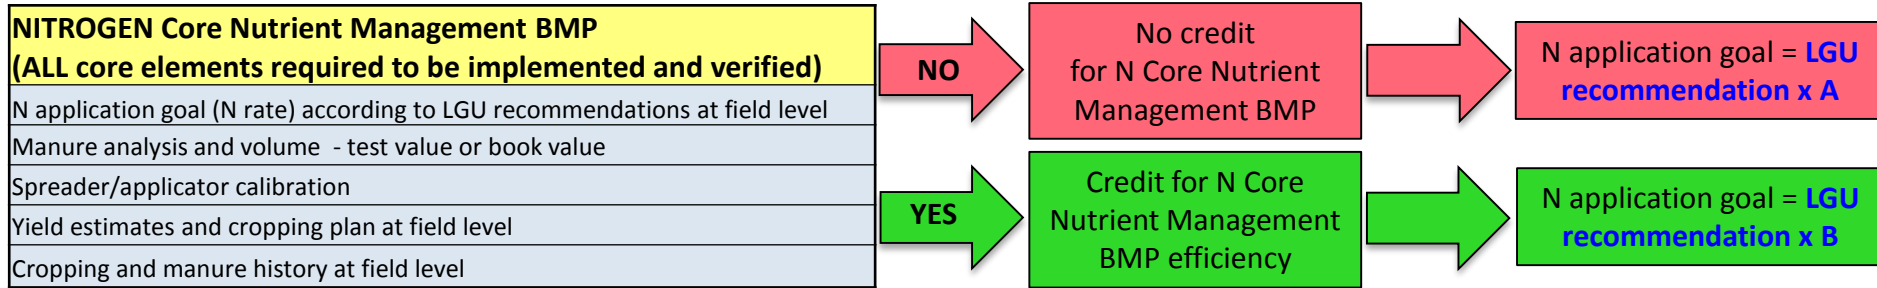 NITROGEN Core Nutrient Management BMP
(ALL core elements required to be implemented and verified)
N application goal (N rate) according to LGU recommendations at field level
Manure analysis and volume - test value or book value
Spreader/applicator calibration
Yield estimates and cropping plan at field level
Cropping and manure history at field level
NO
No credit
for N Core Nutrient
Management BMP
N application goal = LGU
recommendation x A
YES
Credit for N Core
Nutrient Management
BMP efficiency
N application goal = LGU
recommendation x B